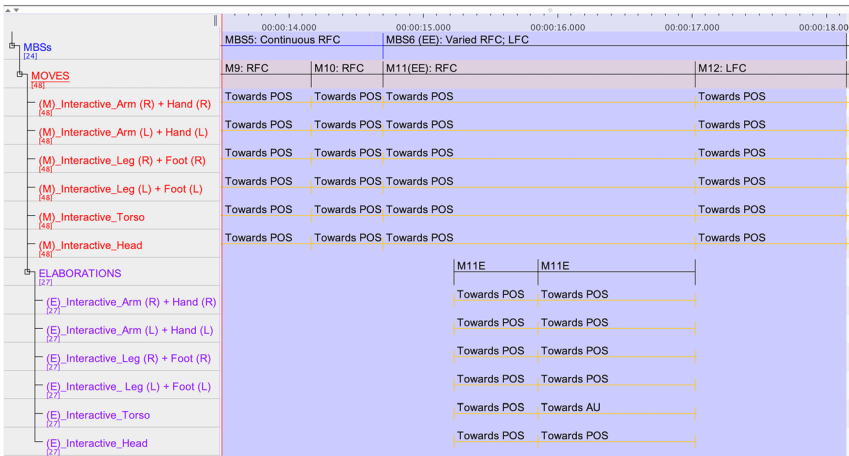 00:00:14.000 00:00:15.000 00:00:16.000 00:00:17.000 00:00:18.0
MBSs
[24]
MBS5: Continuous RFC MBS6 (EE): Varied RFC; LFC
MOVES
[48]
M9: RFC M10: RFC M11(EE): RFC M12: LFC
(M)_Interactive_Arm (R) + Hand (R)
[48]
Towards POS Towards POS Towards POS Towards POS
(M)_Interactive_Arm (L) + Hand (L)
[48]
Towards POS Towards POS Towards POS Towards POS
(M)_Interactive_Leg (R) + Foot (R)
[48]
Towards POS Towards POS Towards POS Towards POS
(M)_Interactive_Leg (L) + Foot (L)
[48]
Towards POS Towards POS Towards POS Towards POS
(M)_Interactive_Torso
[48]
Towards POS Towards POS Towards POS Towards POS
(M)_Interactive_Head
[48]
Towards POS Towards POS Towards POS Towards POS
ELABORATIONS
[27]
M11E M11E
(E)_Interactive_Arm (R) + Hand (R)
[27]
Towards POS Towards POS
(E)_Interactive_Arm (L) + Hand (L)
[27]
Towards POS Towards POS
(E)_Interactive_Leg (R) + Foot (R)
[27]
Towards POS Towards POS
(E)_Interactive_ Leg (L) + Foot (L)
[27]
Towards POS Towards POS
(E)_Interactive_Torso
[27]
Towards POS Towards AU
(E)_Interactive_Head
[27]
Towards POS Towards POS